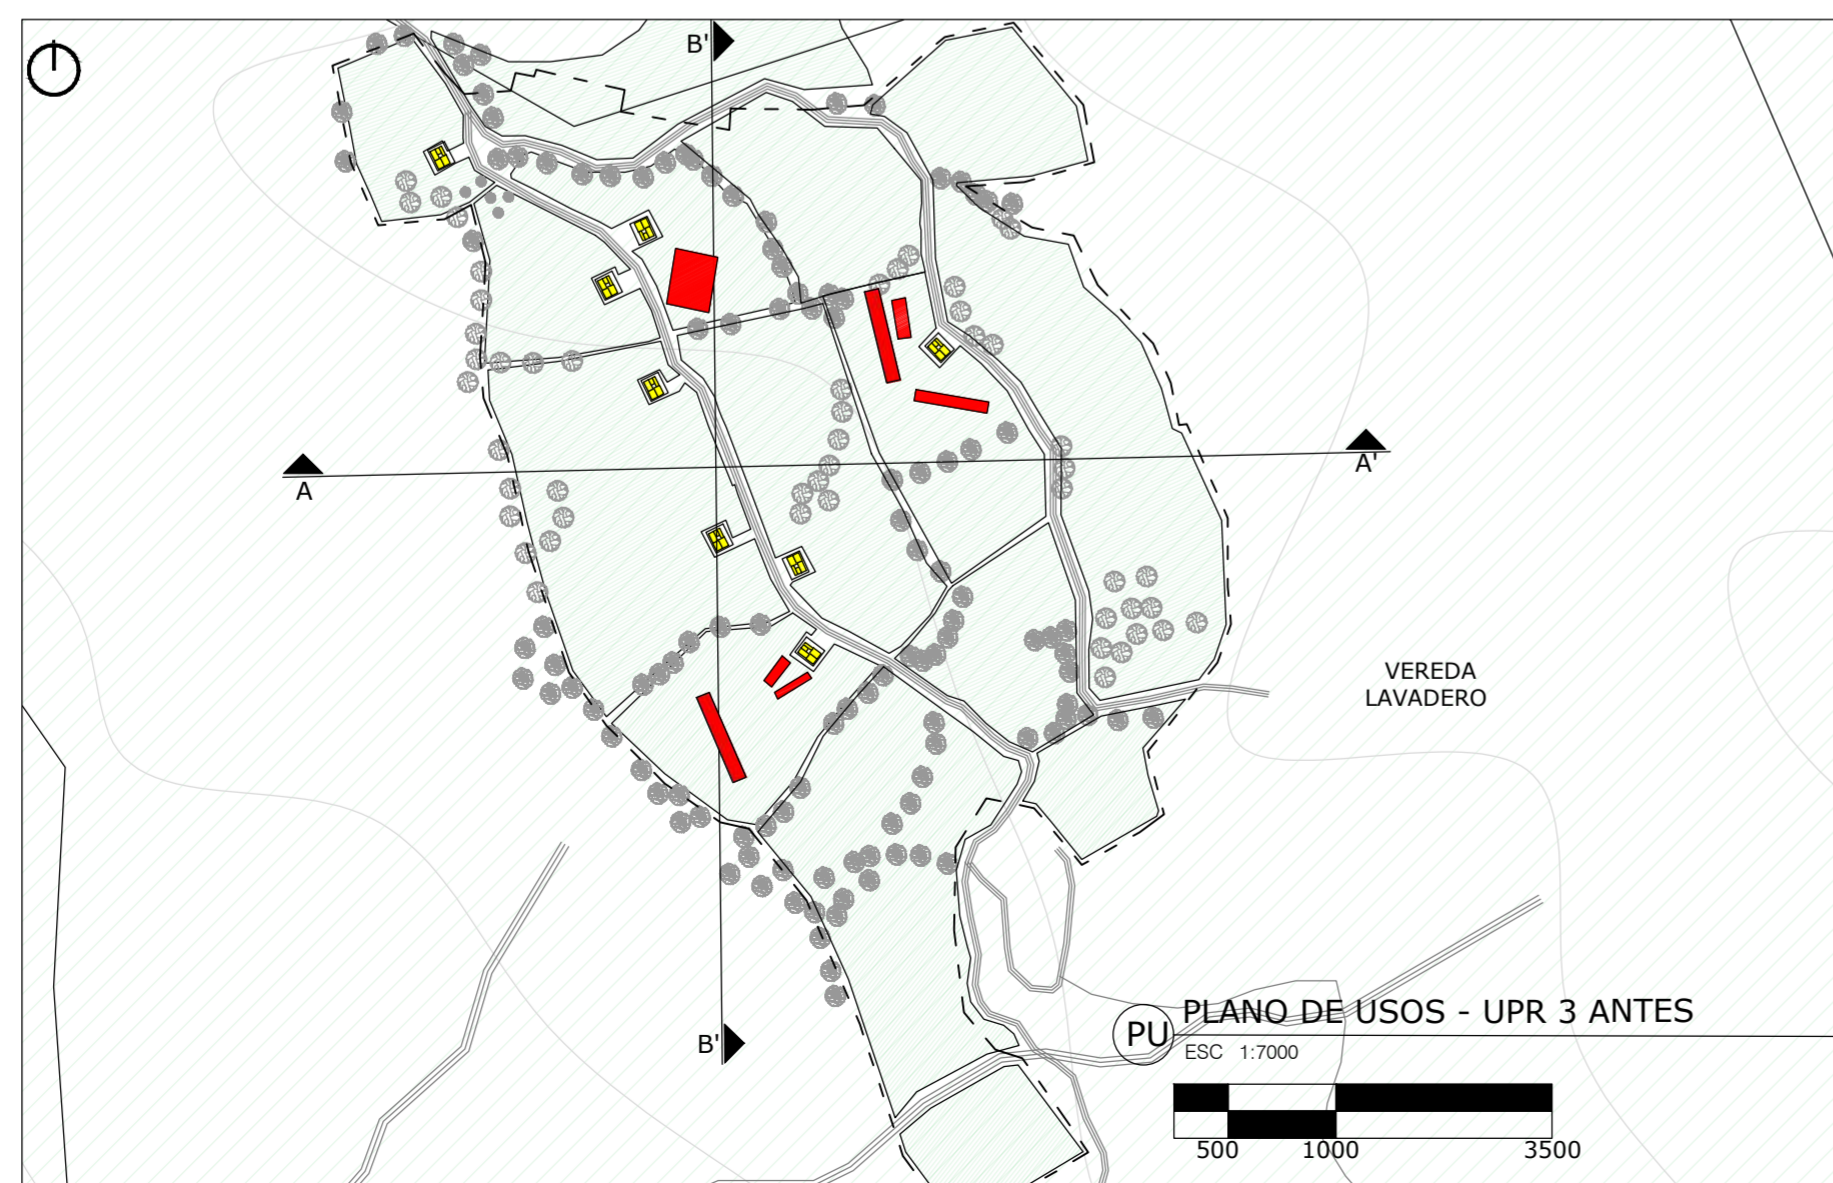 B'
A
A'
VEREDA
LAVADERO
B'
PU
PLANO DE USOS - UPR 3 ANTES
ESC 1:7000
500 1000 3500